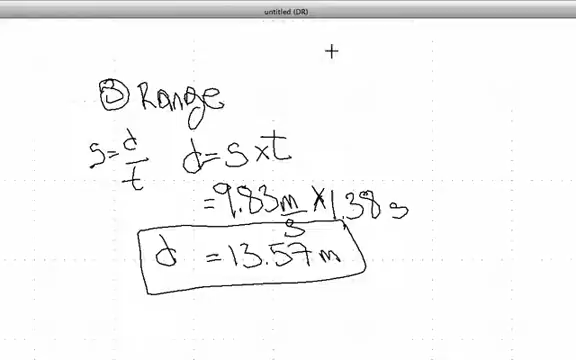 untitled (DR)
③ Range
s = d/t d = s × t
= 9.83 m/s × 1.38 s
d = 13.57 m